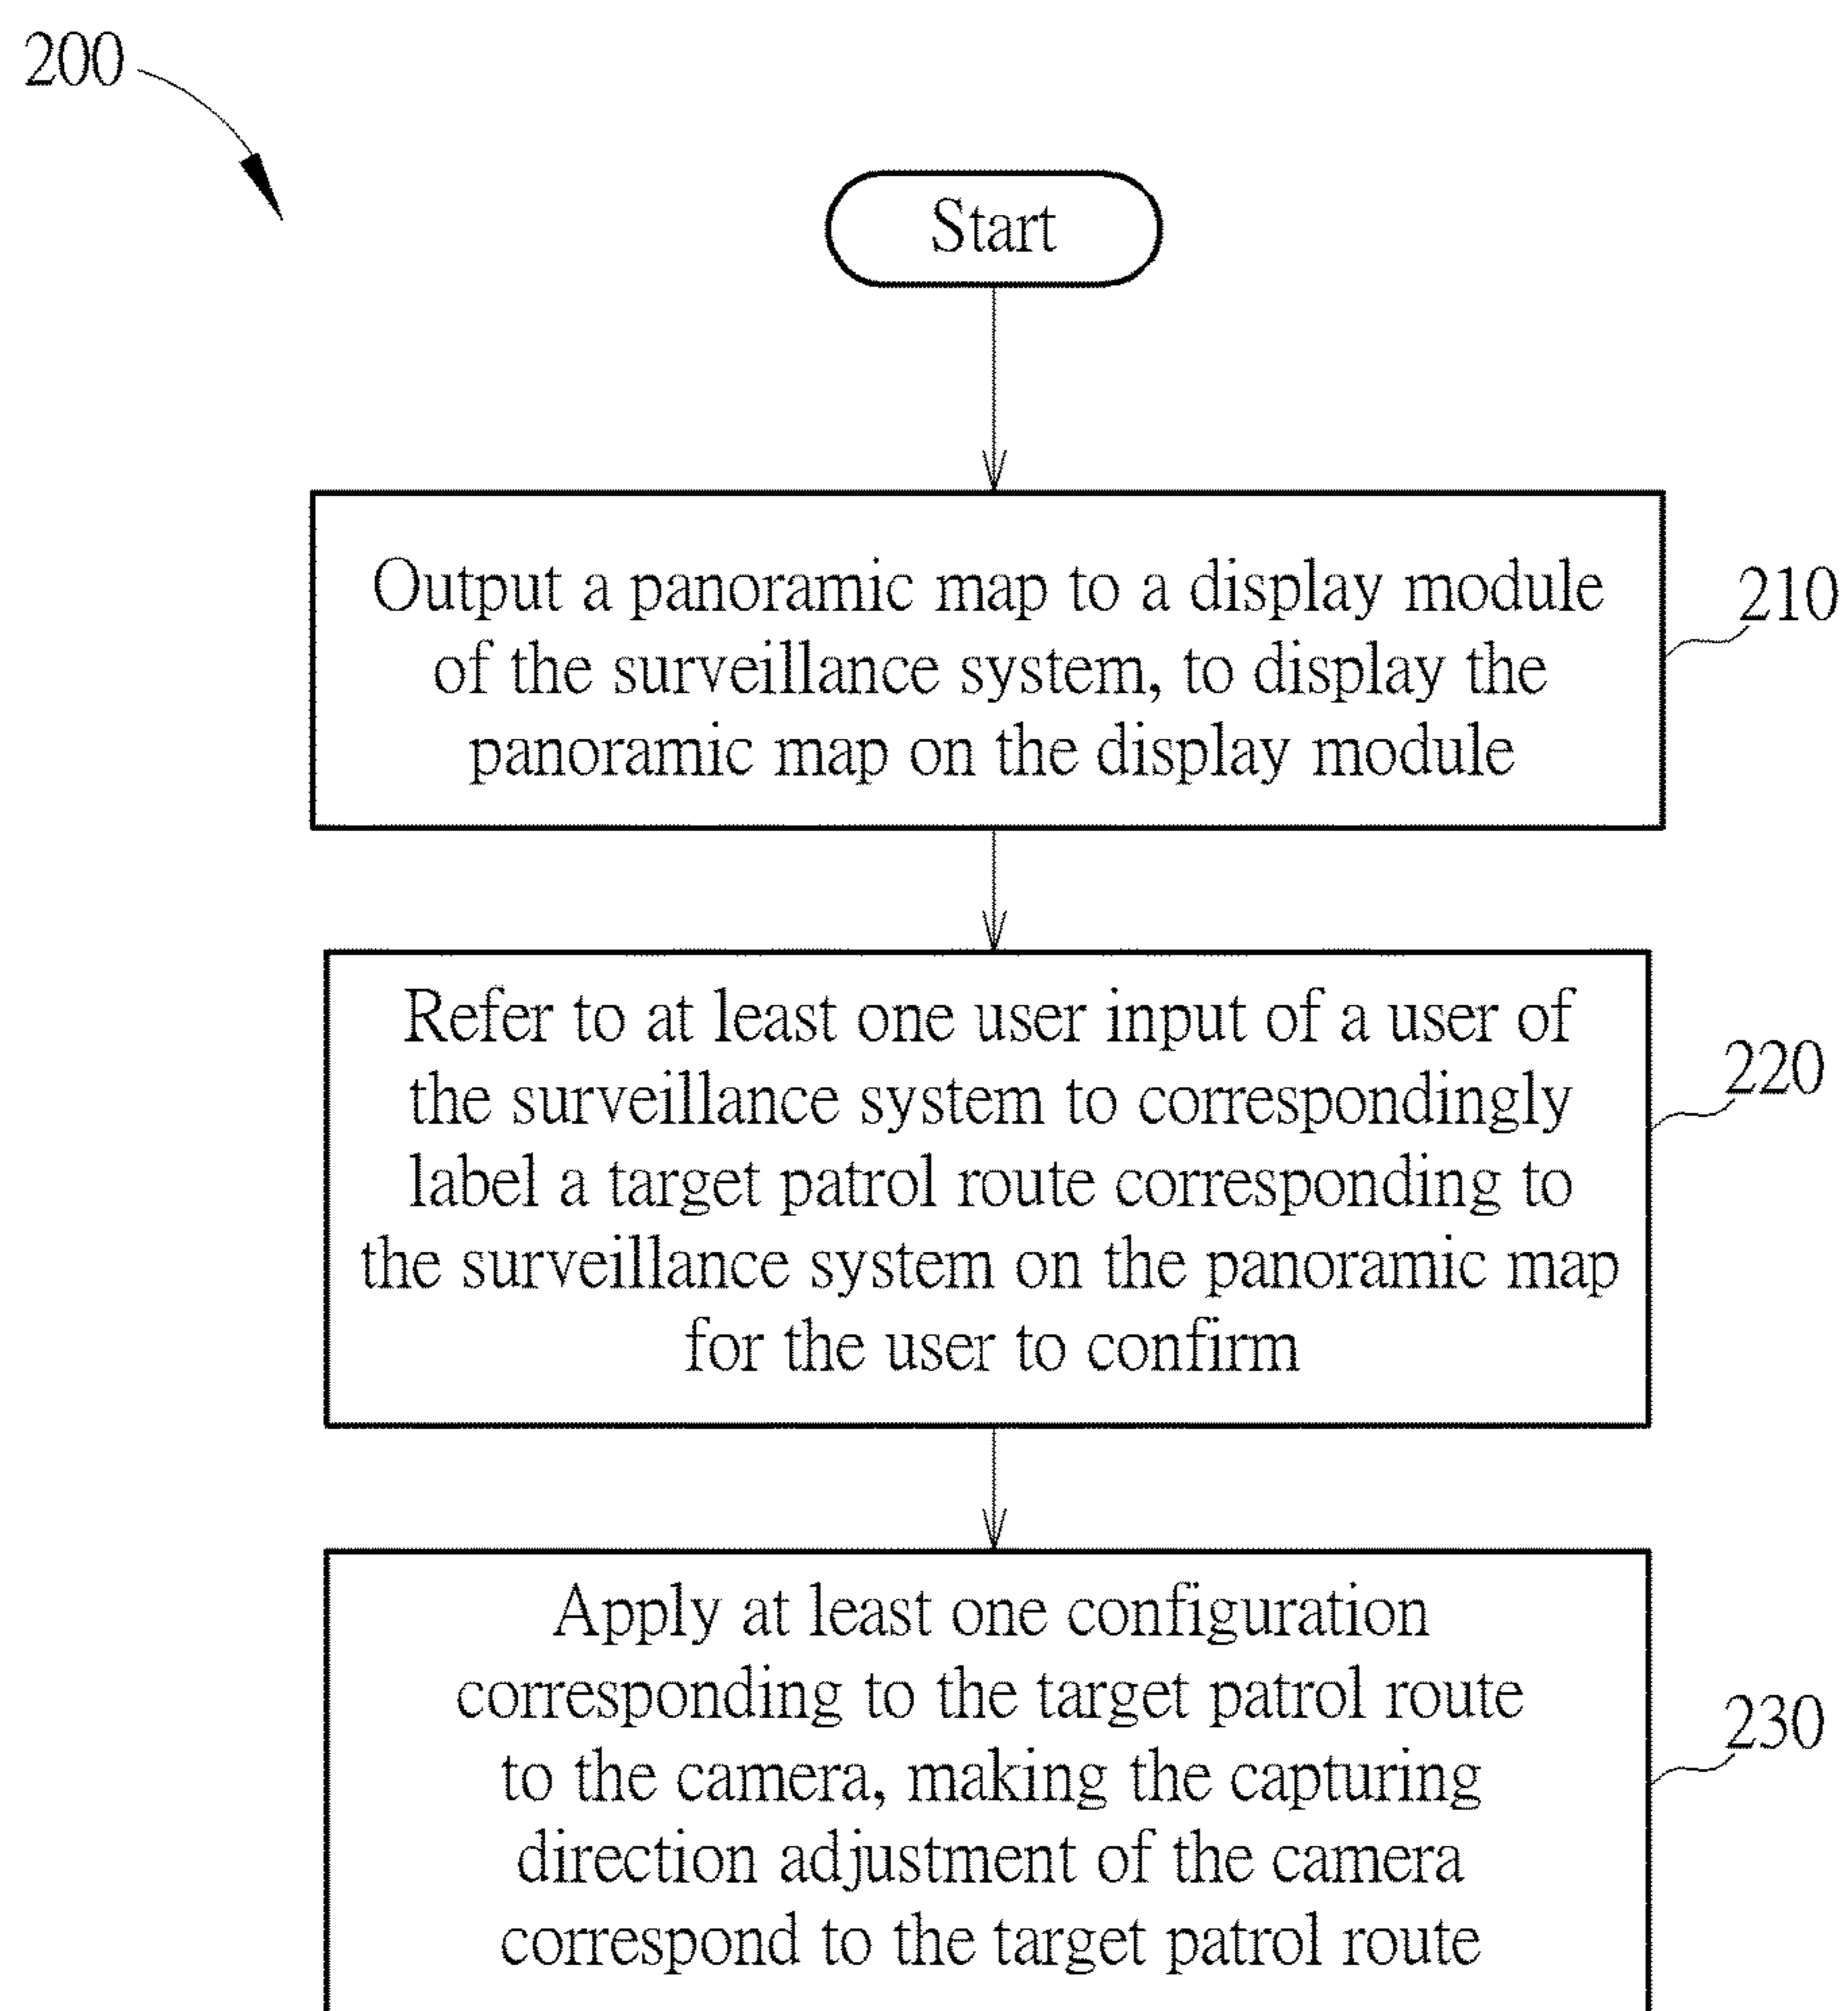 200
Start
Output a panoramic map to a display module
of the surveillance system, to display the
panoramic map on the display module
210
Refer to at least one user input of a user of
the surveillance system to correspondingly
label a target patrol route corresponding to
the surveillance system on the panoramic map
for the user to confirm
220
Apply at least one configuration
corresponding to the target patrol route
to the camera, making the capturing
direction adjustment of the camera
correspond to the target patrol route
230